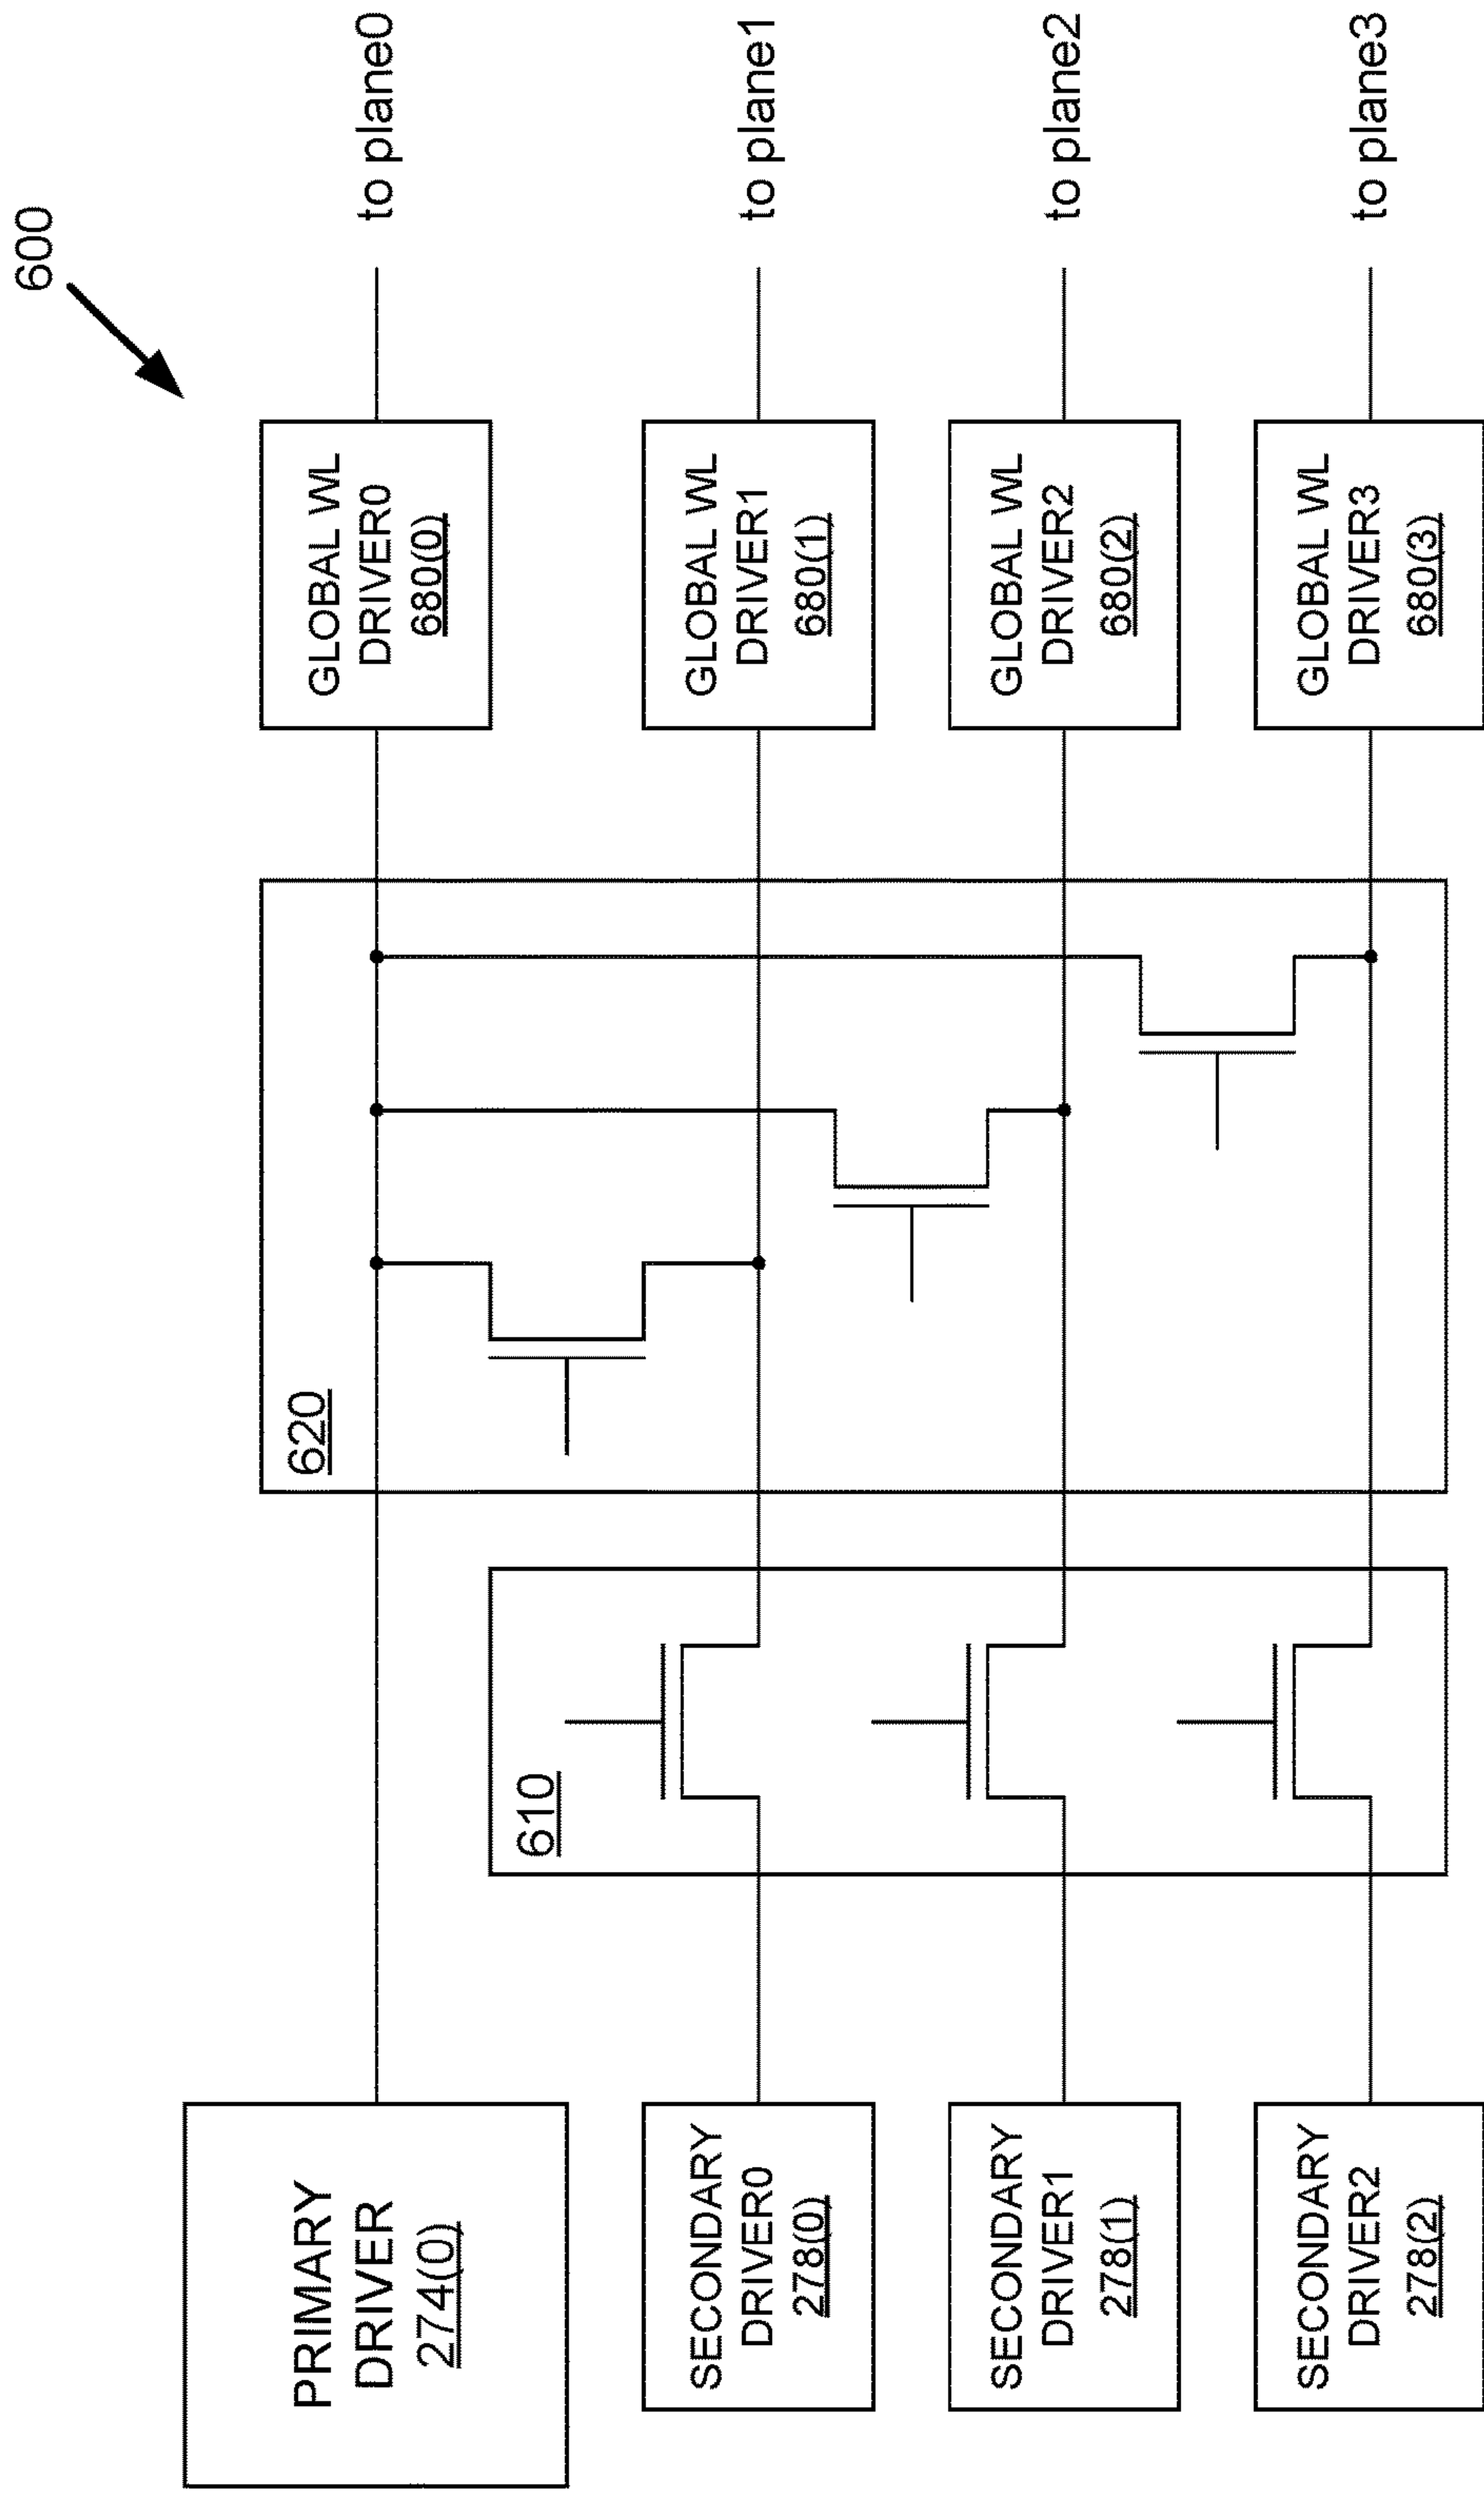 600
PRIMARY
DRIVER
274(0)
620
GLOBAL WL
DRIVER0
680(0)
to plane0
SECONDARY
DRIVER0
278(0)
610
GLOBAL WL
DRIVER1
680(1)
to plane1
SECONDARY
DRIVER1
278(1)
GLOBAL WL
DRIVER2
680(2)
to plane2
SECONDARY
DRIVER2
278(2)
GLOBAL WL
DRIVER3
680(3)
to plane3